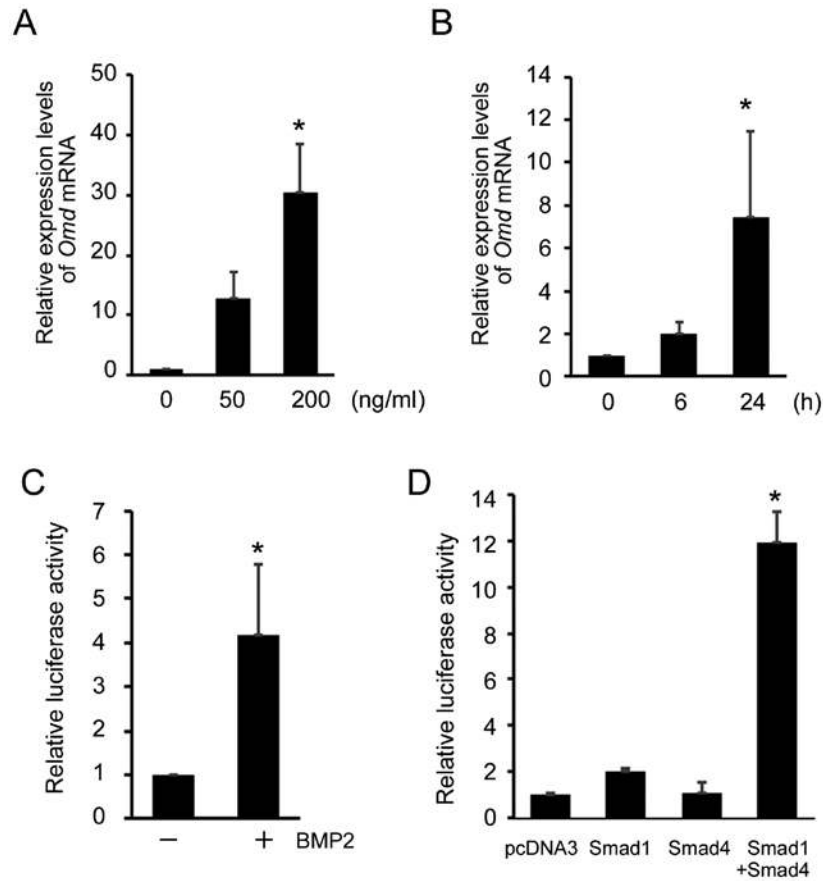 A
Relative expression levels
of Omd mRNA
50
40
30
20
10
0
*
0 50 200 (ng/ml)
B
Relative expression levels
of Omd mRNA
14
12
10
8
6
4
2
0
*
0 6 24 (h)
C
Relative luciferase activity
7
6
5
4
3
2
1
0
*
– + BMP2
D
Relative luciferase activity
14
12
10
8
6
4
2
0
*
pcDNA3 Smad1 Smad4 Smad1
+Smad4